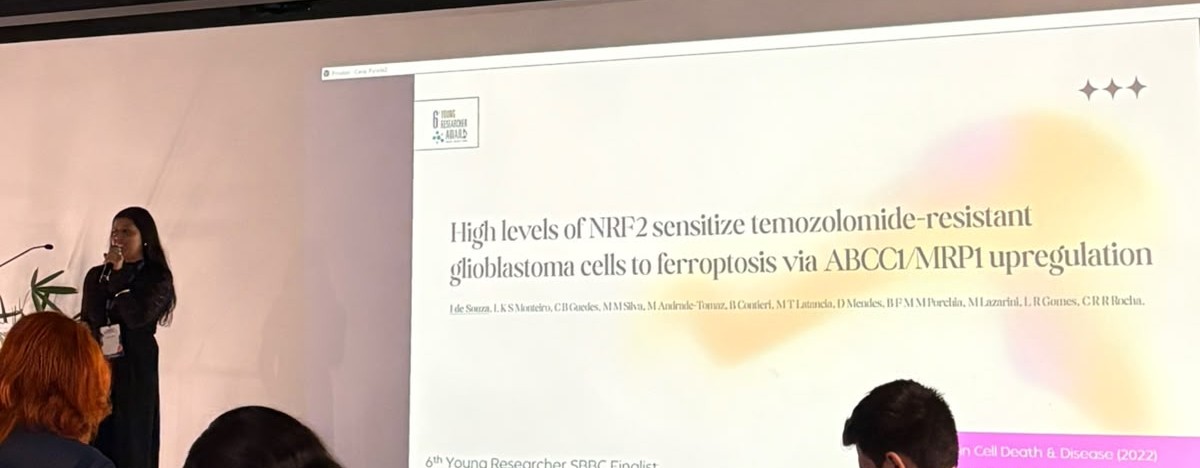 6 YOUNG
RESEARCHER
AWARD
High levels of NRF2 sensitize temozolomide-resistant
glioblastoma cells to ferroptosis via ABCC1/MRP1 upregulation
I de Souza, L K S Monteiro, C B Guedes, M M Silva, M Andrade-Tomaz, B Contieri, M T Latancia, D Mendes, B F M M Porchia, M Lazarini, L R Gomes, C R R Rocha.
in Cell Death & Disease (2022)
6th Young Researcher SBBC Finalist